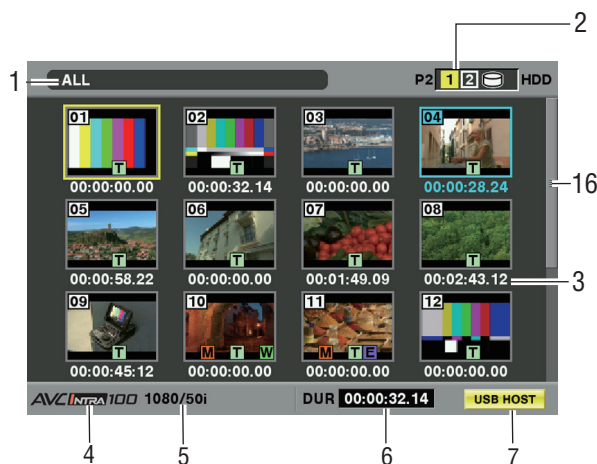 2
1 ALL P2 1 2 HDD
01 02 03 04
T T T T
00:00:00.00 00:00:32.14 00:00:00.00 00:00:28.24
16
05 06 07 08
T T T T
00:00:58.22 00:00:00.00 00:01:49.09 00:02:43.12 3
09 10 11 12
T M T W M T E T
00:00:45:12 00:00:00.00 00:00:00.00 00:00:00.00
AVC INTRA 100 1080/50i DUR 00:00:32.14 USB HOST
4 5 6 7